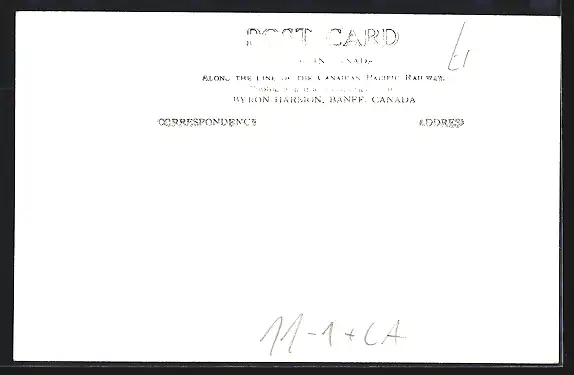 POST CARD
IN CANADA
ALONG THE LINE OF THE CANADIAN PACIFIC RAILWAY.
BYRON HARMON, BANFF, CANADA
CORRESPONDENCE ADDRESS
11-1+CA